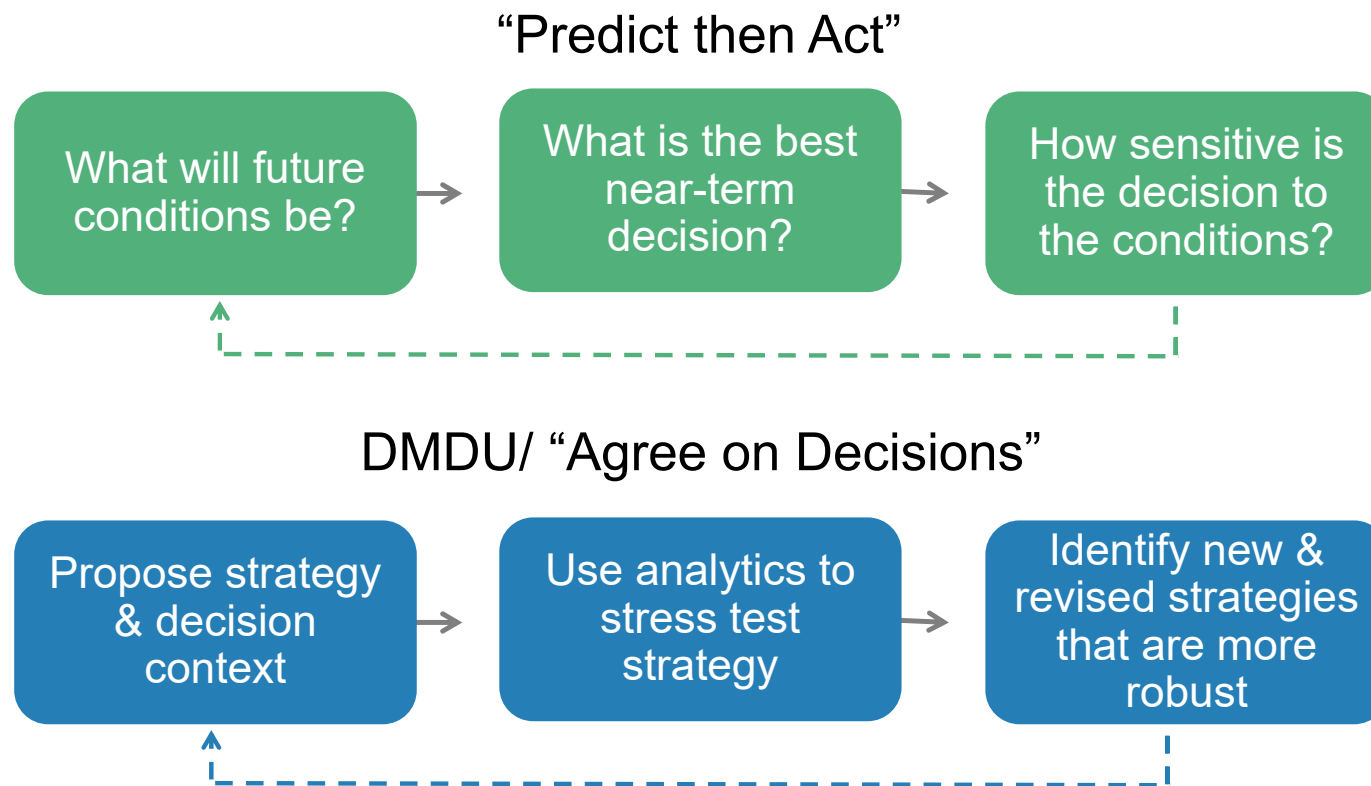 “Predict then Act”
What will future
conditions be?
What is the best
near-term
decision?
How sensitive is
the decision to
the conditions?
DMDU/ “Agree on Decisions”
Propose strategy
& decision
context
Use analytics to
stress test
strategy
Identify new &
revised strategies
that are more
robust